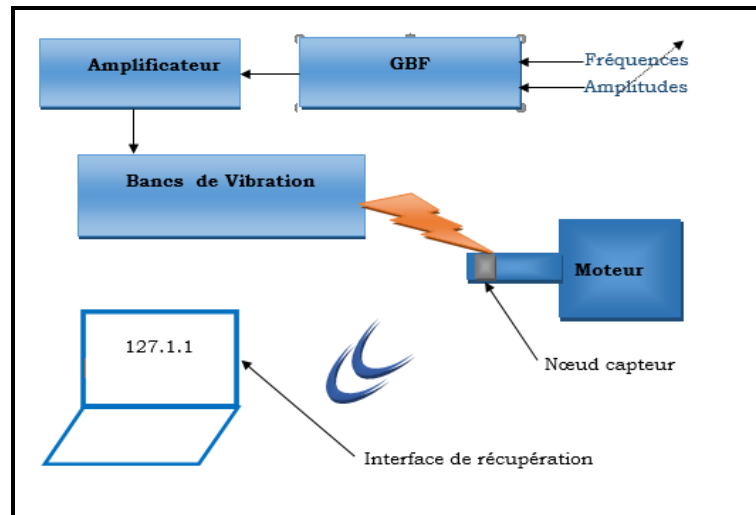 Amplificateur
GBF
Fréquences
Amplitudes
Bancs de Vibration
Moteur
127.1.1
Nœud capteur
Interface de récupération